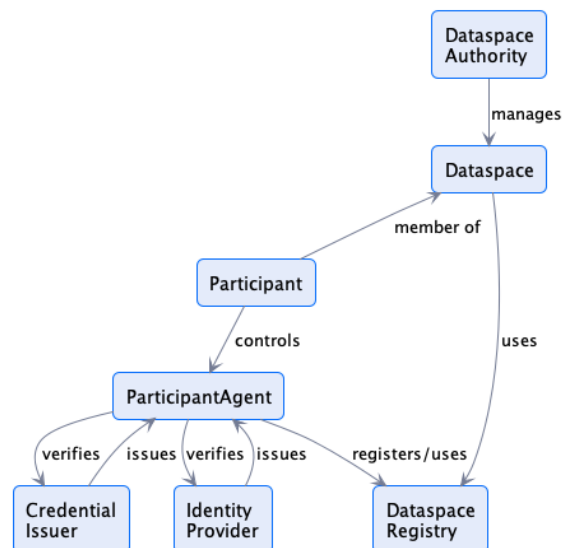 Dataspace
Authority
manages
Dataspace
member of
Participant
controls
uses
ParticipantAgent
verifies
issues
verifies
issues
registers/uses
Credential
Issuer
Identity
Provider
Dataspace
Registry